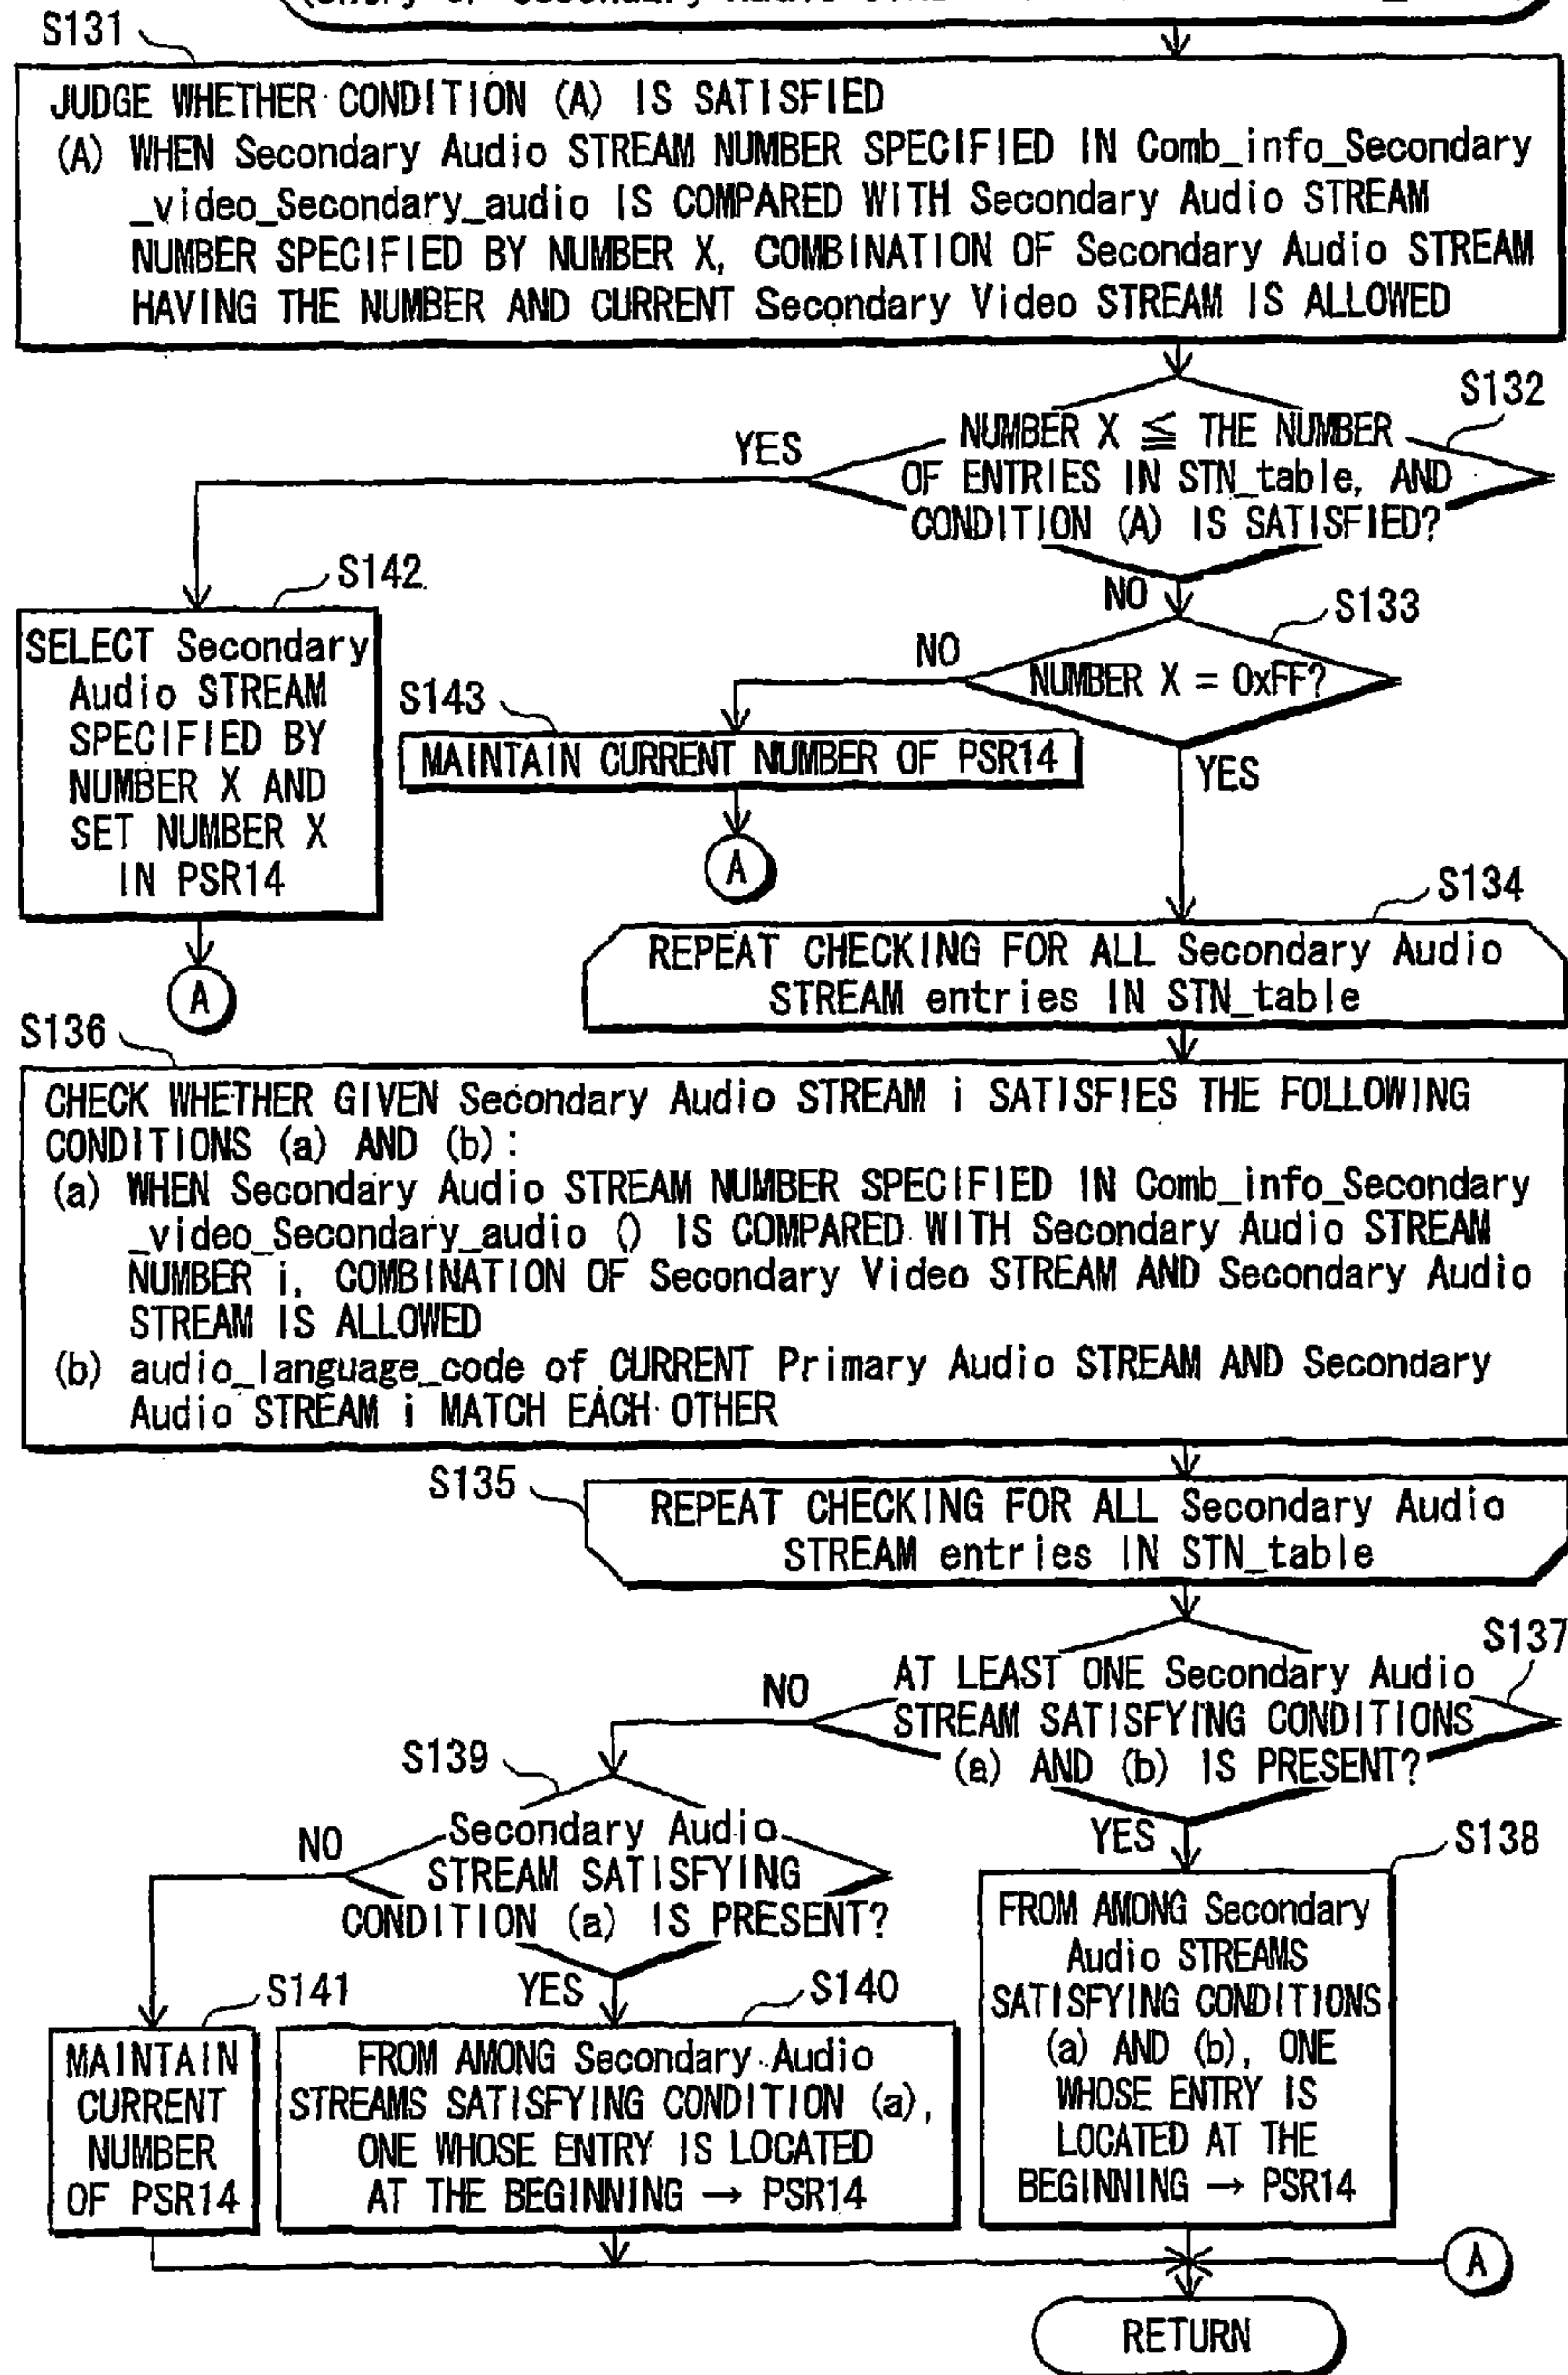 S131
JUDGE WHETHER CONDITION (A) IS SATISFIED
(A) WHEN Secondary Audio STREAM NUMBER SPECIFIED IN Comb_info_Secondary
_video_Secondary_audio IS COMPARED WITH Secondary Audio STREAM
NUMBER SPECIFIED BY NUMBER X, COMBINATION OF Secondary Audio STREAM
HAVING THE NUMBER AND CURRENT Secondary Video STREAM IS ALLOWED
S132
NUMBER X ≦ THE NUMBER
OF ENTRIES IN STN_table, AND
CONDITION (A) IS SATISFIED?
YES
NO
S142
SELECT Secondary
Audio STREAM
SPECIFIED BY
NUMBER X AND
SET NUMBER X
IN PSR14
A
S133
NUMBER X = 0xFF?
NO
YES
S143
MAINTAIN CURRENT NUMBER OF PSR14
A
S134
REPEAT CHECKING FOR ALL Secondary Audio
STREAM entries IN STN_table
S136
CHECK WHETHER GIVEN Secondary Audio STREAM i SATISFIES THE FOLLOWING
CONDITIONS (a) AND (b):
(a) WHEN Secondary Audio STREAM NUMBER SPECIFIED IN Comb_info_Secondary
_video_Secondary_audio () IS COMPARED WITH Secondary Audio STREAM
NUMBER i, COMBINATION OF Secondary Video STREAM AND Secondary Audio
STREAM IS ALLOWED
(b) audio_language_code of CURRENT Primary Audio STREAM AND Secondary
Audio STREAM i MATCH EACH OTHER
S135
REPEAT CHECKING FOR ALL Secondary Audio
STREAM entries IN STN_table
S137
AT LEAST ONE Secondary Audio
STREAM SATISFYING CONDITIONS
(a) AND (b) IS PRESENT?
NO
YES
S139
Secondary Audio
STREAM SATISFYING
CONDITION (a) IS PRESENT?
NO
YES
S138
FROM AMONG Secondary
Audio STREAMS
SATISFYING CONDITIONS
(a) AND (b), ONE
WHOSE ENTRY IS
LOCATED AT THE
BEGINNING → PSR14
S141
MAINTAIN
CURRENT
NUMBER
OF PSR14
S140
FROM AMONG Secondary Audio
STREAMS SATISFYING CONDITION (a),
ONE WHOSE ENTRY IS LOCATED
AT THE BEGINNING → PSR14
A
RETURN